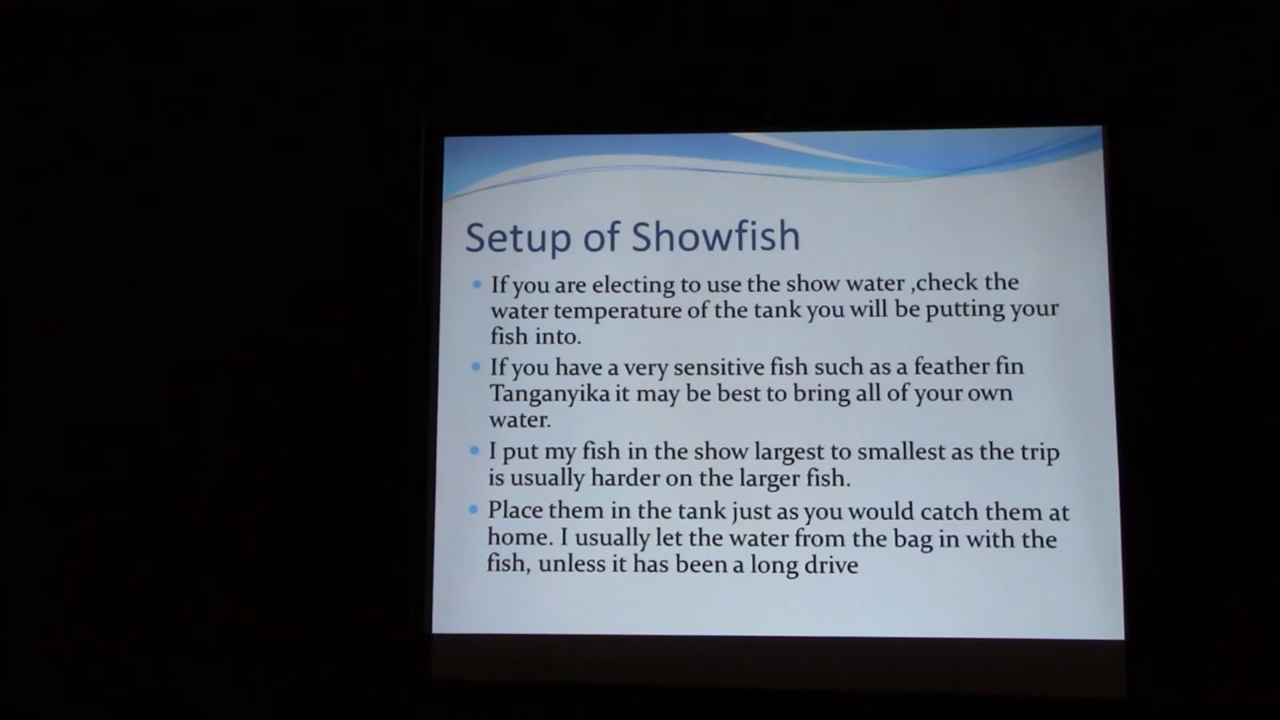 Setup of Showfish
• If you are electing to use the show water ,check the
water temperature of the tank you will be putting your
fish into.
• If you have a very sensitive fish such as a feather fin
Tanganyika it may be best to bring all of your own
water.
• I put my fish in the show largest to smallest as the trip
is usually harder on the larger fish.
• Place them in the tank just as you would catch them at
home. I usually let the water from the bag in with the
fish, unless it has been a long drive